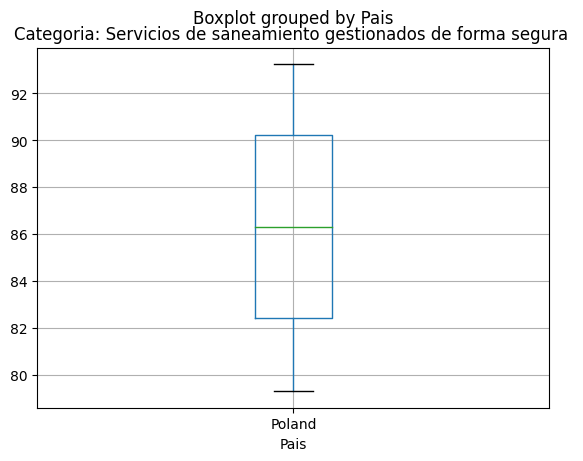 Boxplot grouped by Pais
Categoria: Servicios de saneamiento gestionados de forma segura
92
90
88
86
84
82
80
Poland
Pais